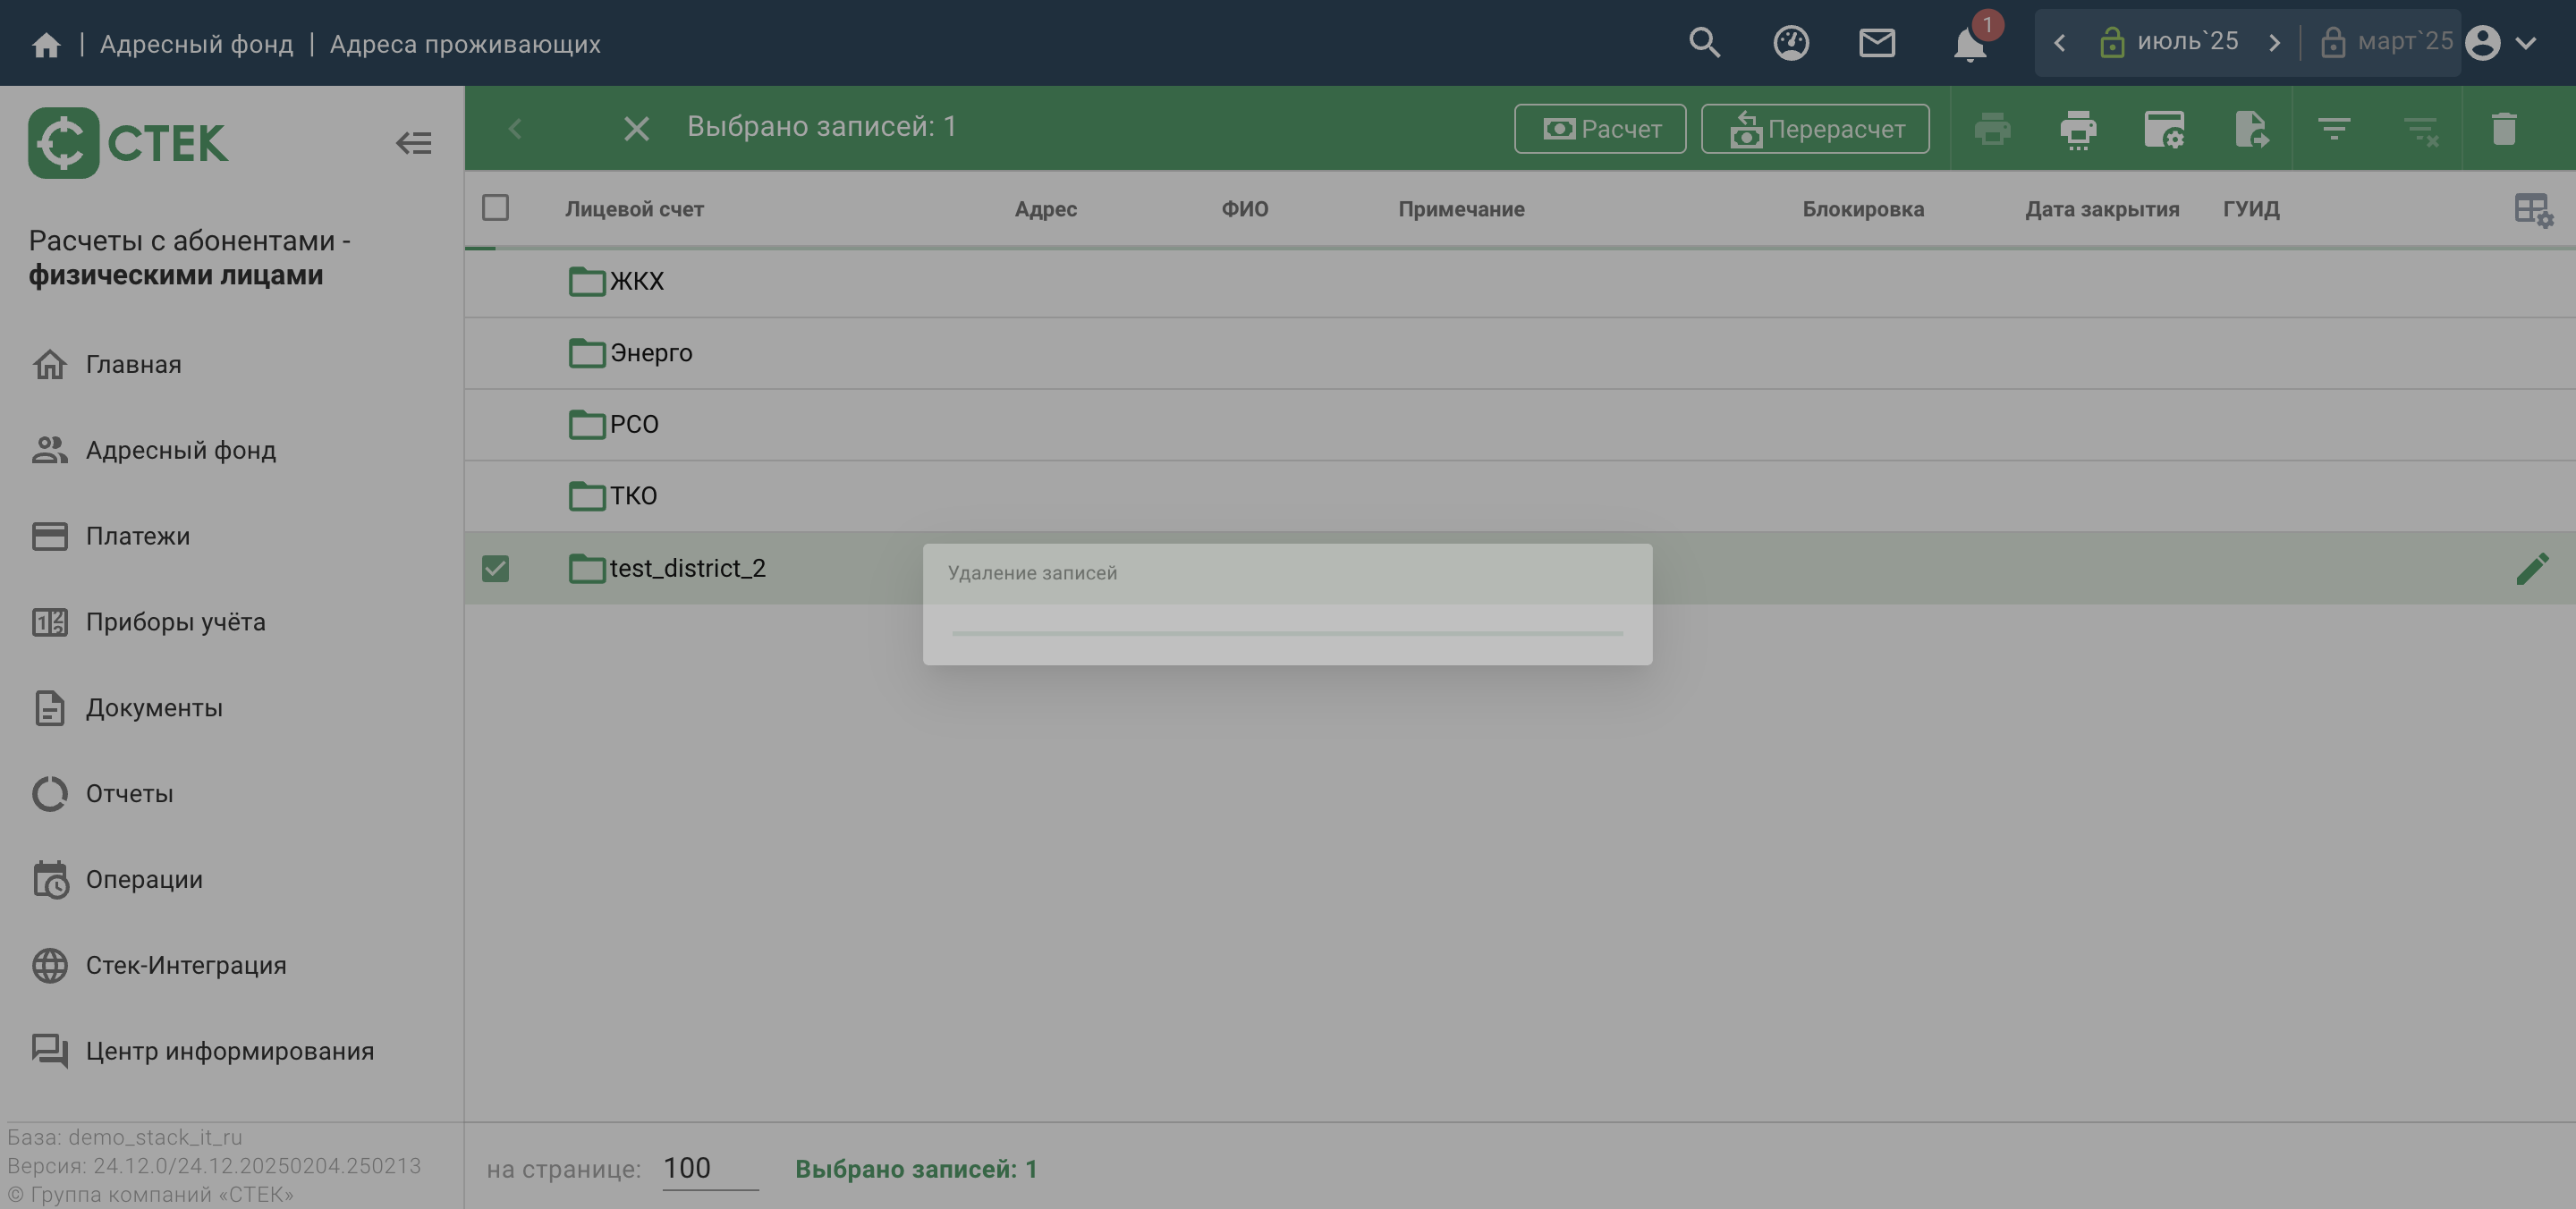 Адресный фонд | Адреса проживающих
1
июль`25
март`25
СТЕК
Выбрано записей: 1
Расчет
Перерасчет
Расчеты с абонентами -
физическими лицами
Лицевой счет
Адрес
ФИО
Примечание
Блокировка
Дата закрытия
ГУИД
ЖКХ
Энерго
РСО
ТКО
test_district_2
Удаление записей
Главная
Адресный фонд
Платежи
Приборы учёта
Документы
Отчеты
Операции
Стек-Интеграция
Центр информирования
База: demo_stack_it_ru
Версия: 24.12.0/24.12.20250204.250213
© Группа компаний «СТЕК»
на странице: 100
Выбрано записей: 1